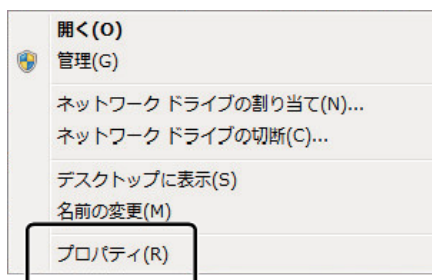 開く(O)
管理(G)
ネットワーク ドライブの割り当て(N)...
ネットワーク ドライブの切断(C)...
デスクトップに表示(S)
名前の変更(M)
プロパティ(R)